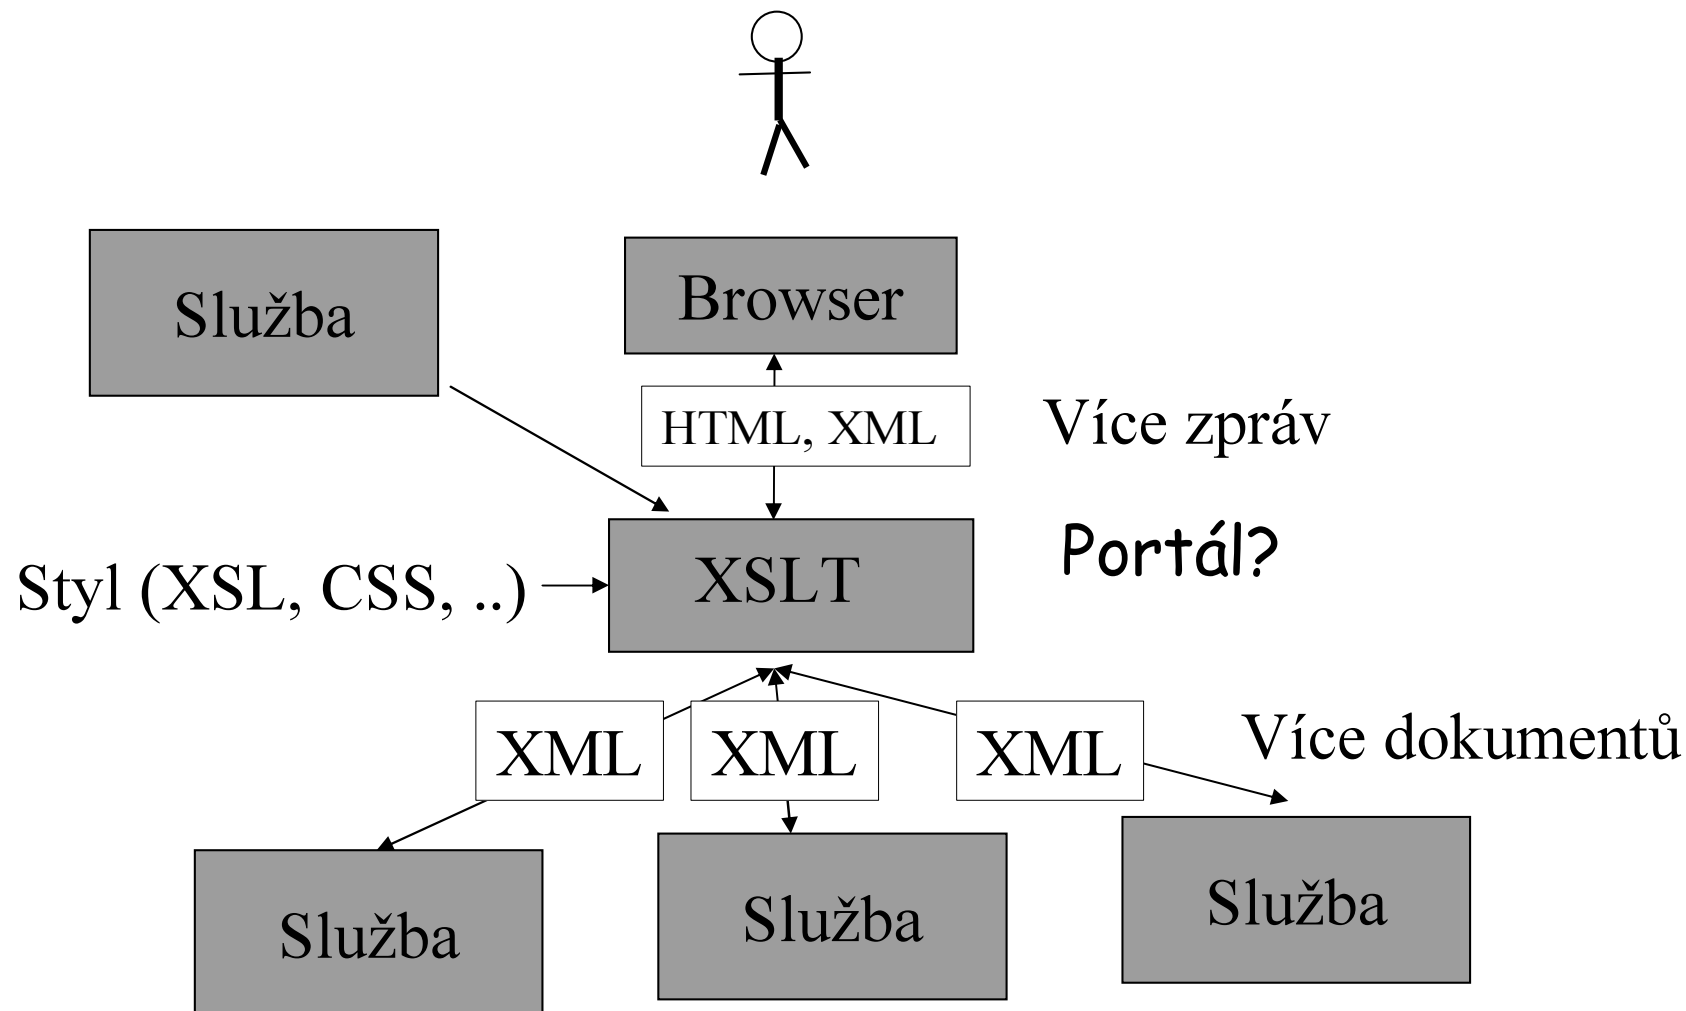 Služba
Browser
HTML, XML
Více zpráv
Portál?
Styl (XSL, CSS, ..)
XSLT
XML
XML
XML
Více dokumentů
Služba
Služba
Služba